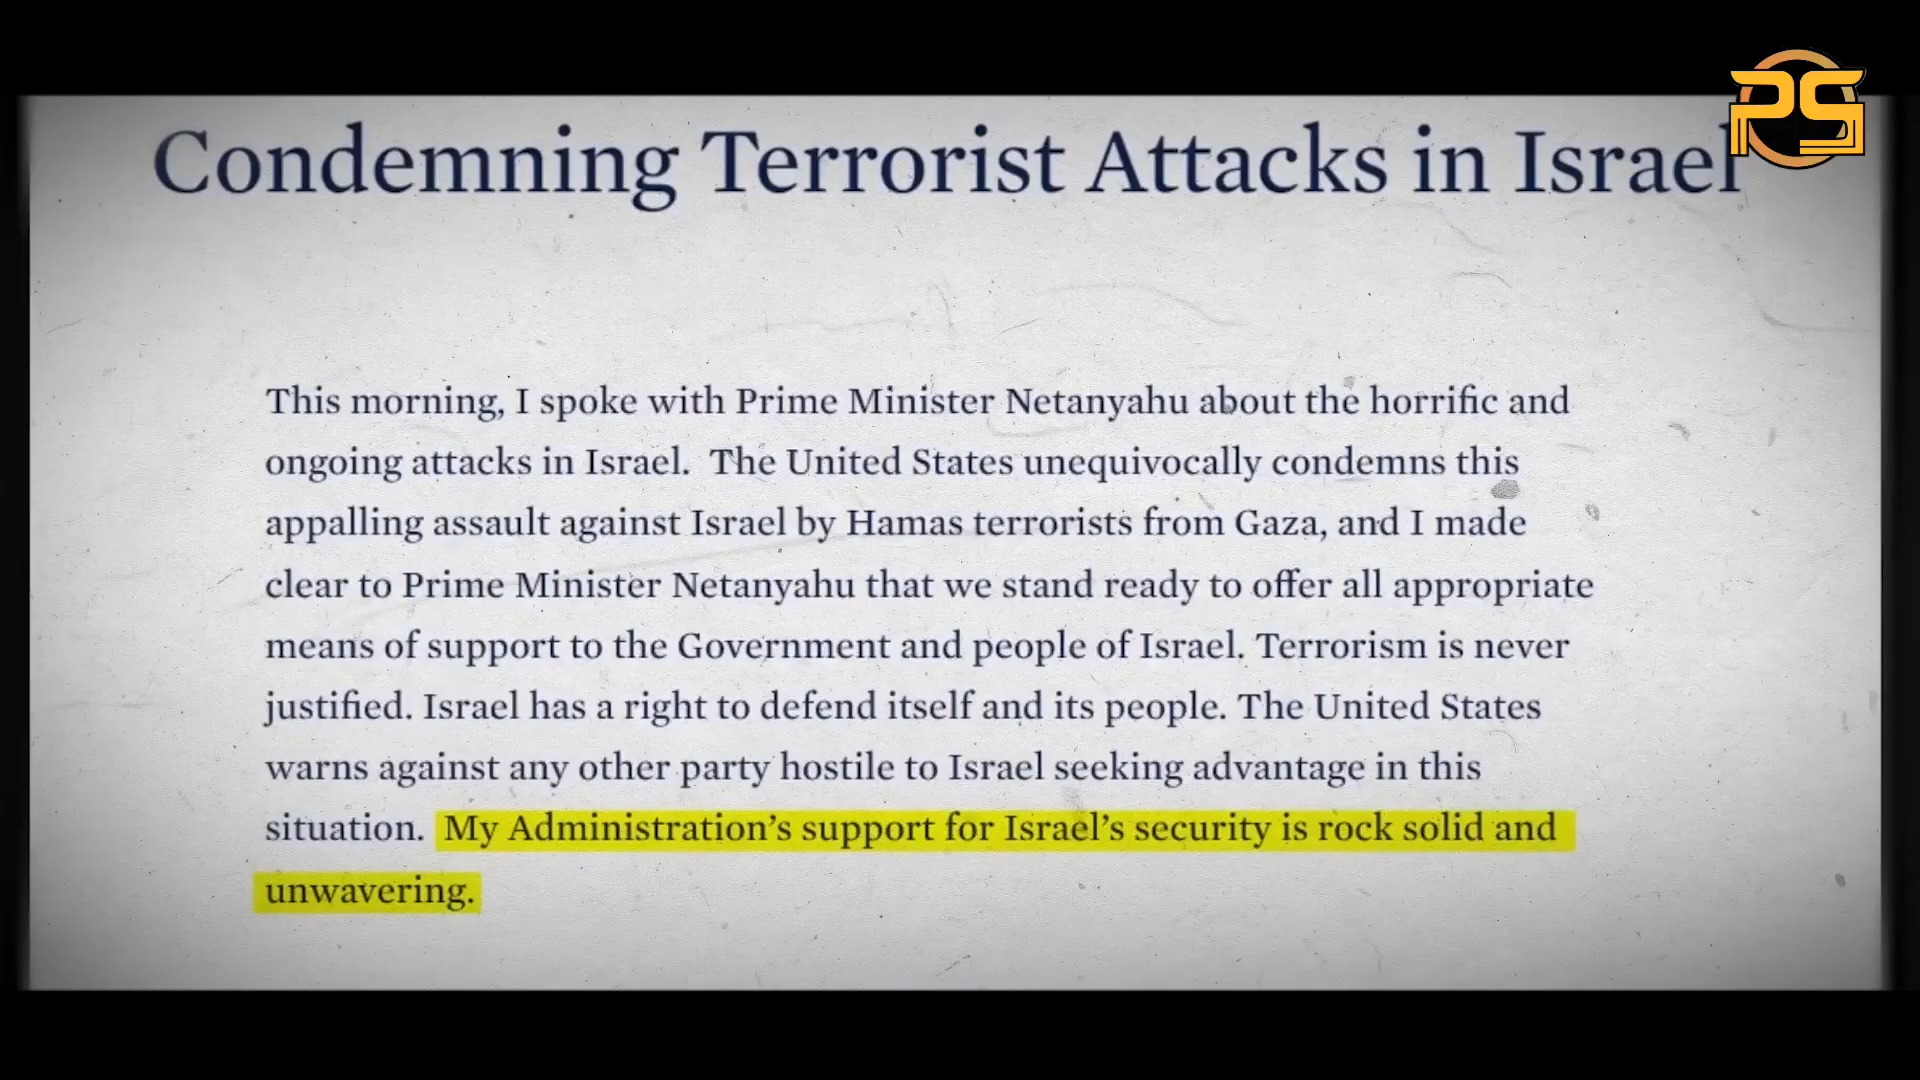 Condemning Terrorist Attacks in Israel
PS
This morning, I spoke with Prime Minister Netanyahu about the horrific and
ongoing attacks in Israel.  The United States unequivocally condemns this
appalling assault against Israel by Hamas terrorists from Gaza, and I made
clear to Prime Minister Netanyahu that we stand ready to offer all appropriate
means of support to the Government and people of Israel. Terrorism is never
justified. Israel has a right to defend itself and its people. The United States
warns against any other party hostile to Israel seeking advantage in this
situation.  My Administration’s support for Israel’s security is rock solid and
unwavering.